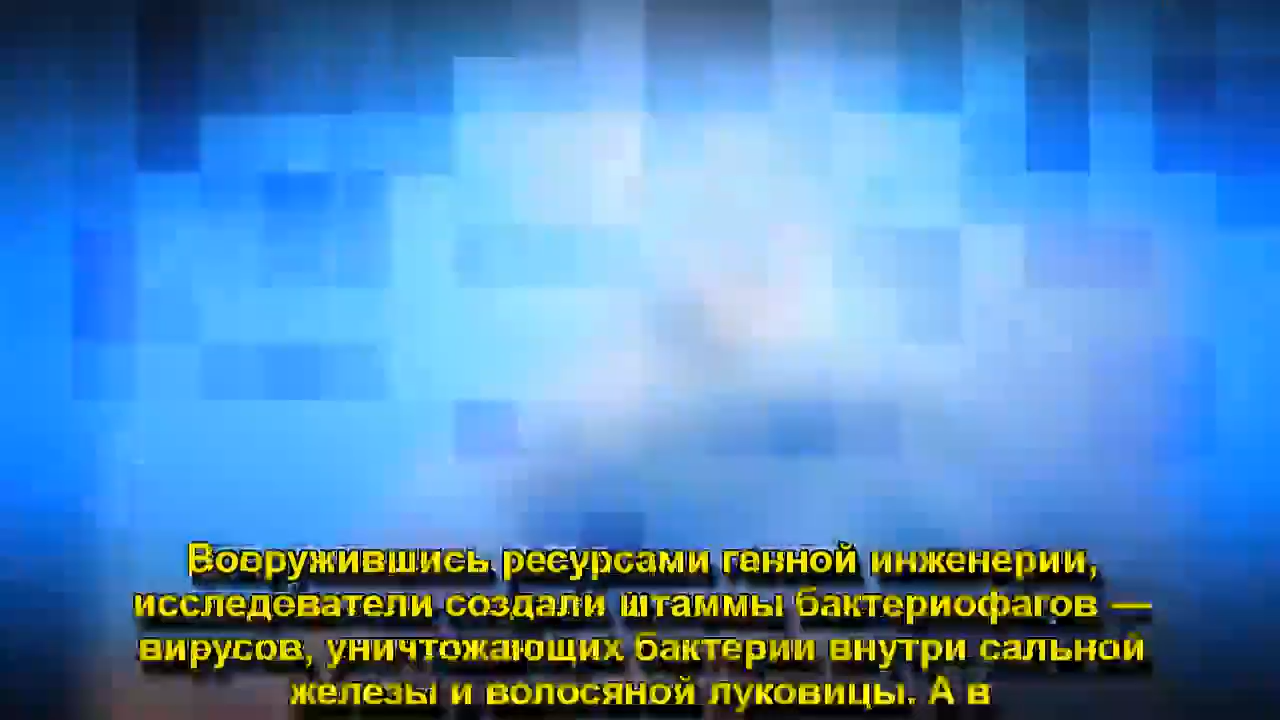 Вооружившись ресурсами генной инженерии,
исследователи создали штаммы бактериофагов —
вирусов, уничтожающих бактерии внутри сальной
железы и волосяной луковицы. А в